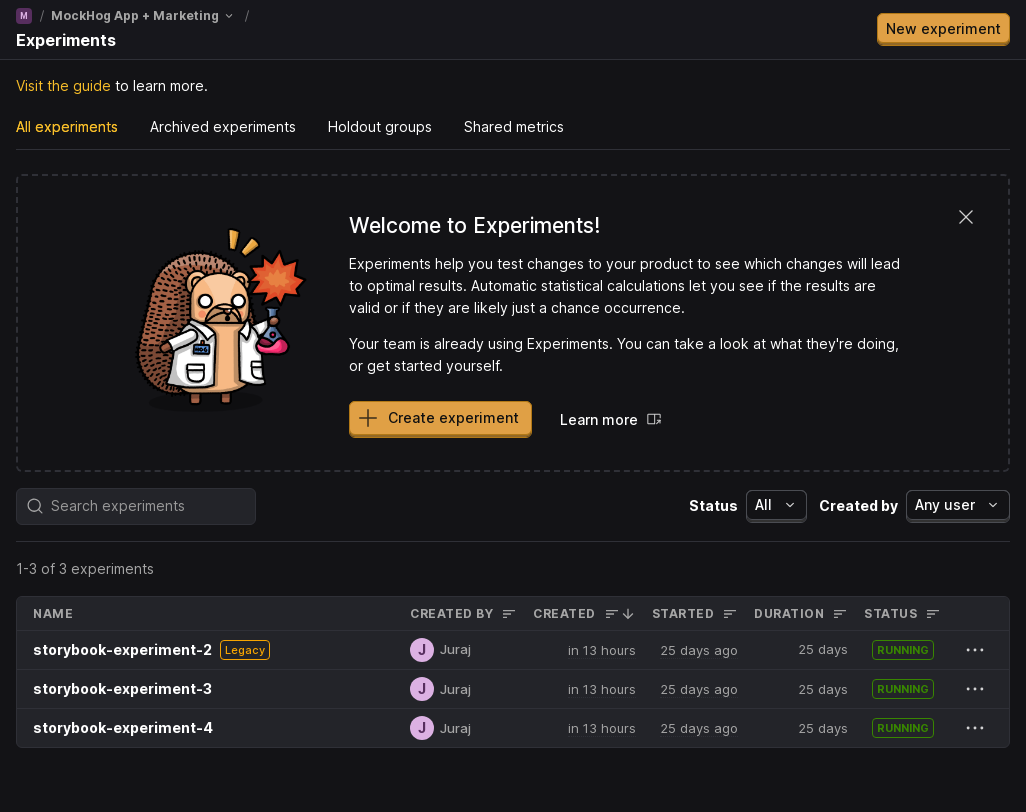 M / MockHog App + Marketing /
Experiments
New experiment
Visit the guide to learn more.
All experiments Archived experiments Holdout groups Shared metrics
Welcome to Experiments!
Experiments help you test changes to your product to see which changes will lead
to optimal results. Automatic statistical calculations let you see if the results are
valid or if they are likely just a chance occurrence.
Your team is already using Experiments. You can take a look at what they're doing,
or get started yourself.
Create experiment Learn more
Search experiments Status All Created by Any user
1-3 of 3 experiments
NAME CREATED BY CREATED STARTED DURATION STATUS
storybook-experiment-2 Legacy J Juraj in 13 hours 25 days ago 25 days RUNNING
storybook-experiment-3 J Juraj in 13 hours 25 days ago 25 days RUNNING
storybook-experiment-4 J Juraj in 13 hours 25 days ago 25 days RUNNING